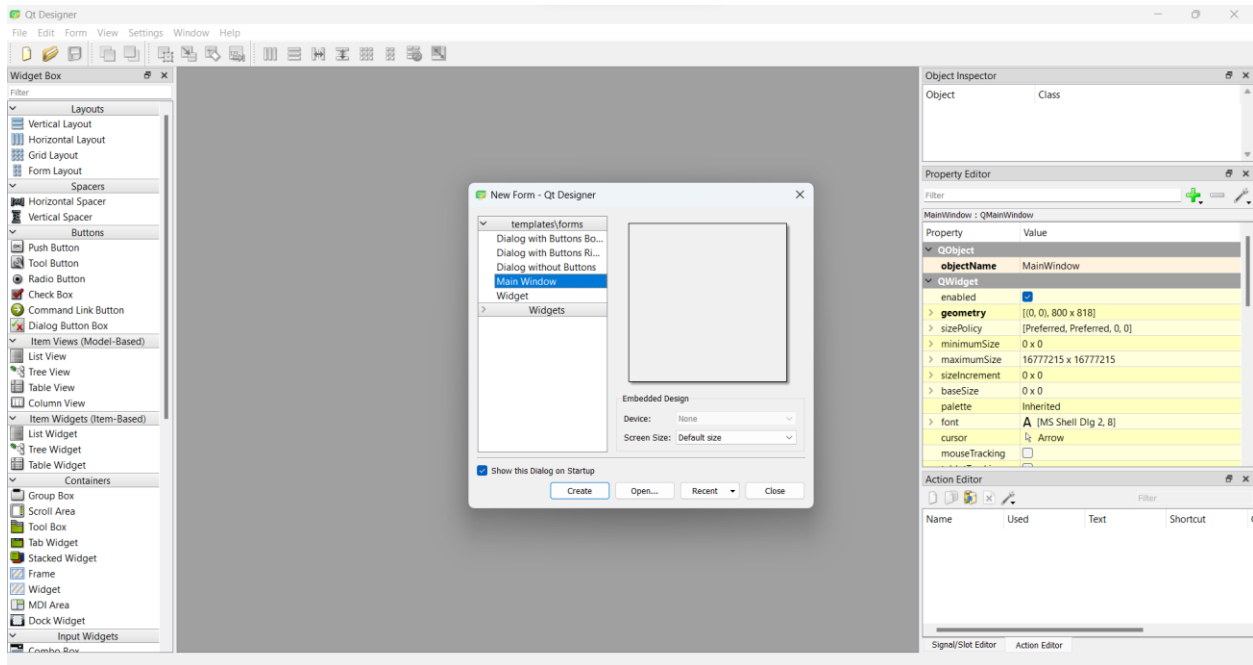 Qt Designer
File Edit Form View Settings Window Help
Widget Box
Filter
Layouts
Vertical Layout
Horizontal Layout
Grid Layout
Form Layout
Spacers
Horizontal Spacer
Vertical Spacer
Buttons
Push Button
Tool Button
Radio Button
Check Box
Command Link Button
Dialog Button Box
Item Views (Model-Based)
List View
Tree View
Table View
Column View
Item Widgets (Item-Based)
List Widget
Tree Widget
Table Widget
Containers
Group Box
Scroll Area
Tool Box
Tab Widget
Stacked Widget
Frame
Widget
MDI Area
Dock Widget
Input Widgets
Combo Box
New Form - Qt Designer
templates\forms
Dialog with Buttons Bo...
Dialog with Buttons Ri...
Dialog without Buttons
Main Window
Widget
Widgets
Embedded Design
Device: None
Screen Size: Default size
Show this Dialog on Startup
Create Open... Recent Close
Object Inspector
Object Class
Property Editor
Filter
MainWindow : QMainWindow
Property Value
QObject
objectName MainWindow
QWidget
enabled
geometry [(0, 0), 800 x 818]
sizePolicy [Preferred, Preferred, 0, 0]
minimumSize 0 x 0
maximumSize 16777215 x 16777215
sizeIncrement 0 x 0
baseSize 0 x 0
palette Inherited
font A [MS Shell Dlg 2, 8]
cursor Arrow
mouseTracking
Action Editor
Filter
Name Used Text Shortcut
Signal/Slot Editor Action Editor